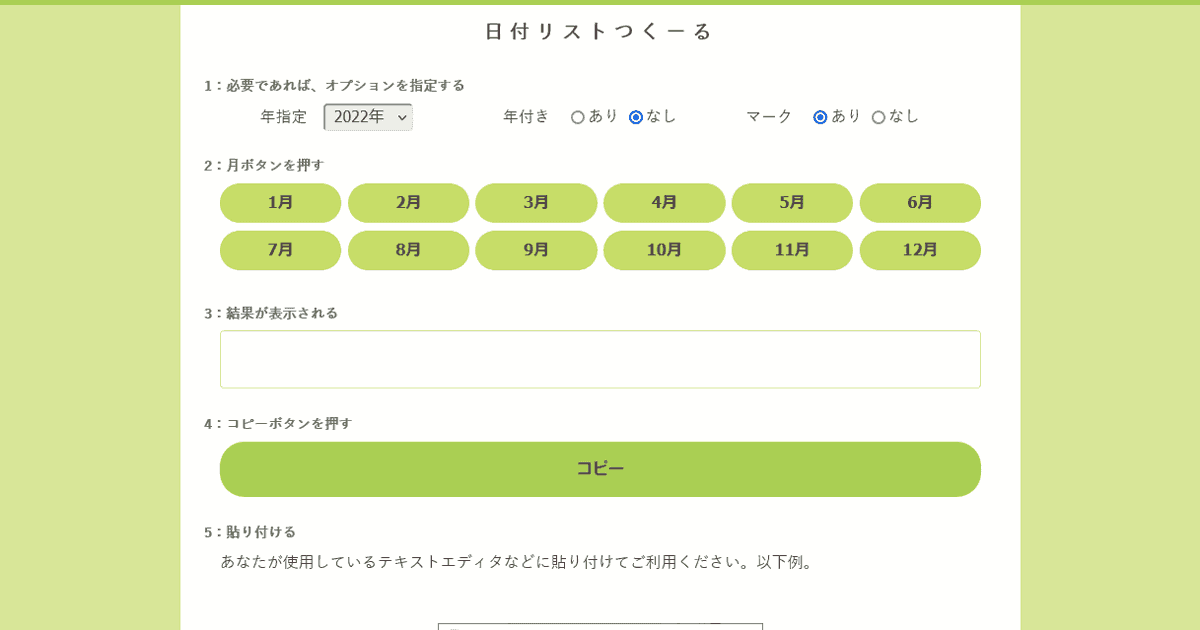 日付リストつくーる
1：必要であれば、オプションを指定する
年指定 2022年 年付き あり なし マーク あり なし
2：月ボタンを押す
1月 2月 3月 4月 5月 6月
7月 8月 9月 10月 11月 12月
3：結果が表示される
4：コピーボタンを押す
コピー
5：貼り付ける
あなたが使用しているテキストエディタなどに貼り付けてご利用ください。以下例。